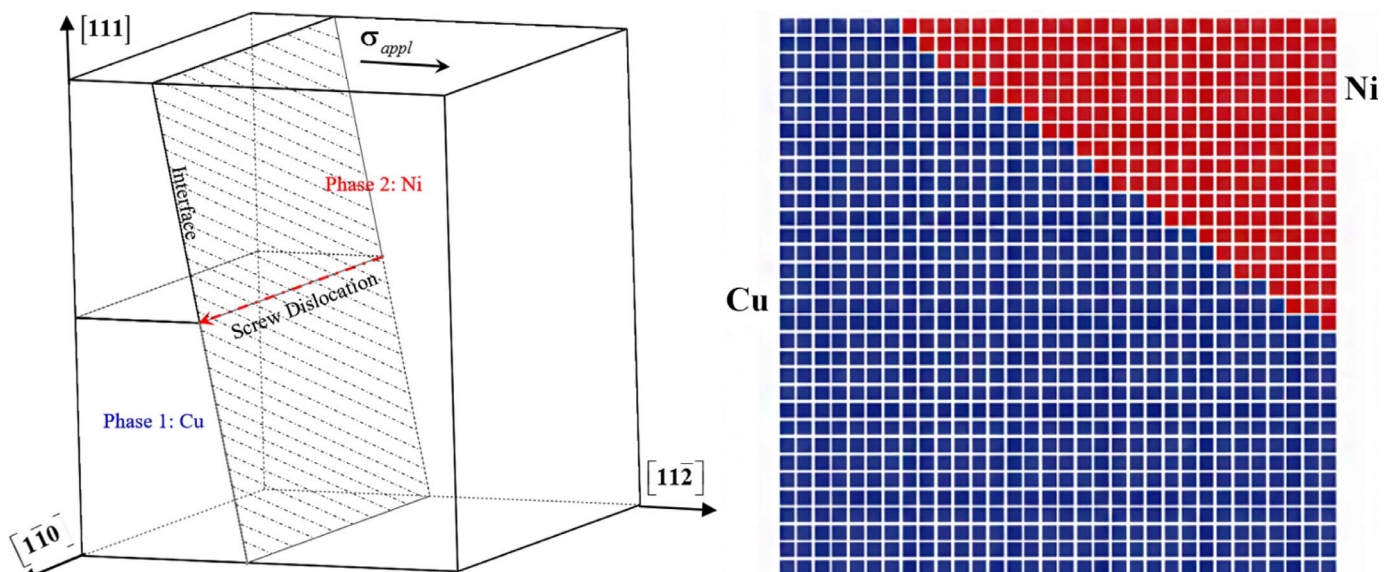 [111]
σappl
Interface
Phase 2: Ni
Screw Dislocation
Phase 1: Cu
[112̄]
[11̄0]
Ni
Cu